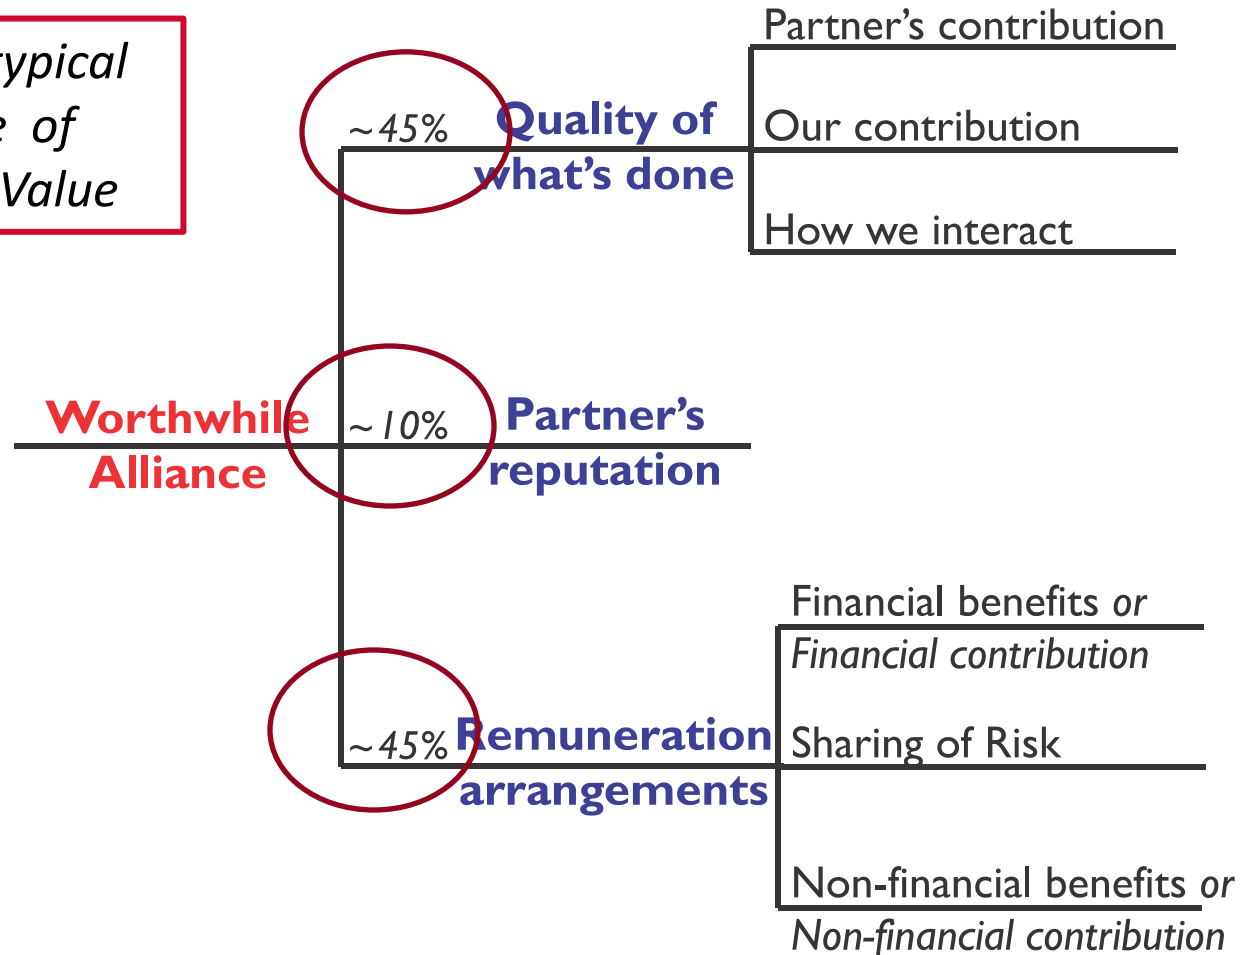 typical
of
Value
Partner's contribution
~45%
Quality of
what's done
Our contribution
How we interact
Worthwhile
Alliance
~10%
Partner's
reputation
~45%
Remuneration
arrangements
Financial benefits or
Financial contribution
Sharing of Risk
Non-financial benefits or
Non-financial contribution